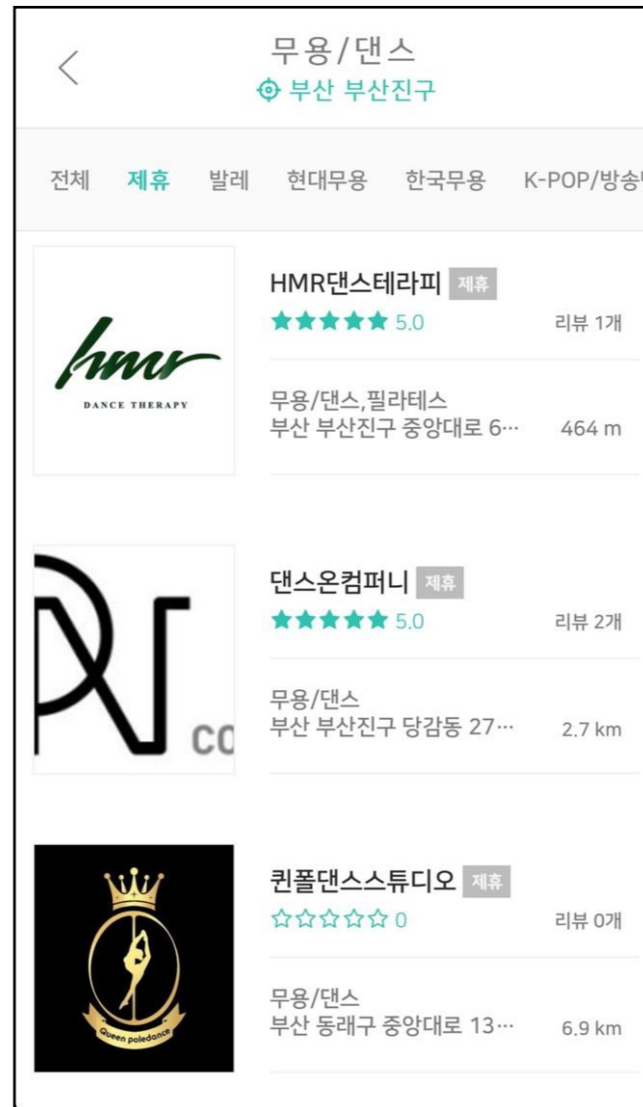 무용/댄스
부산 부산진구
전체 제휴 발레 현대무용 한국무용 K-POP/방송
hmr
DANCE THERAPY
HMR댄스테라피 제휴
5.0 리뷰 1개
무용/댄스,필라테스
부산 부산진구 중앙대로 6… 464 m
CO
댄스온컴퍼니 제휴
5.0 리뷰 2개
무용/댄스
부산 부산진구 당감동 27… 2.7 km
Queen poledance
퀸폴댄스스튜디오 제휴
0 리뷰 0개
무용/댄스
부산 동래구 중앙대로 13… 6.9 km